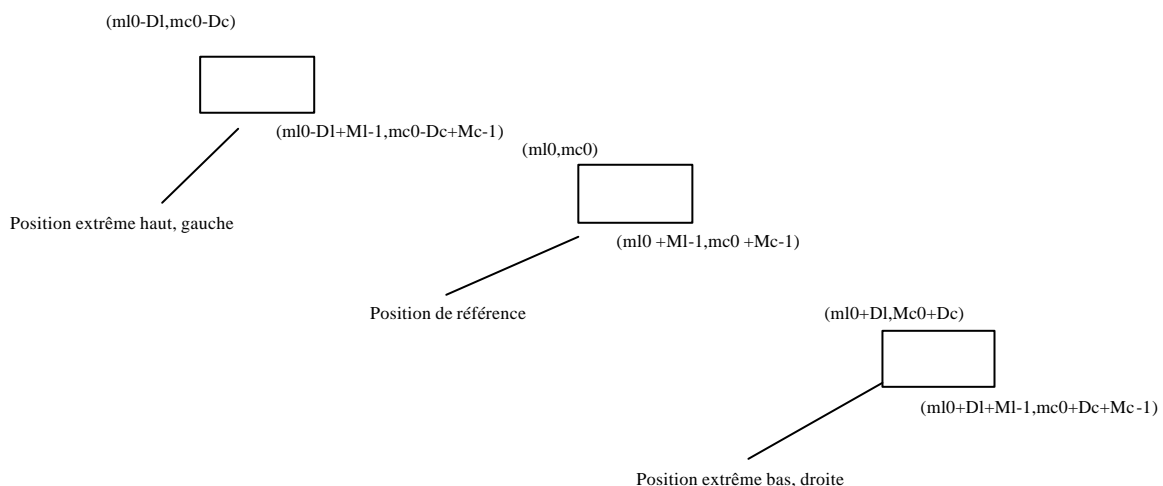 (ml0-Dl,mc0-Dc)
(ml0-Dl+Ml-1,mc0-Dc+Mc-1)
(ml0,mc0)
Position extrême haut, gauche
(ml0 +Ml-1,mc0 +Mc-1)
Position de référence
(ml0+Dl,Mc0+Dc)
(ml0+Dl+Ml-1,mc0+Dc+Mc-1)
Position extrême bas, droite